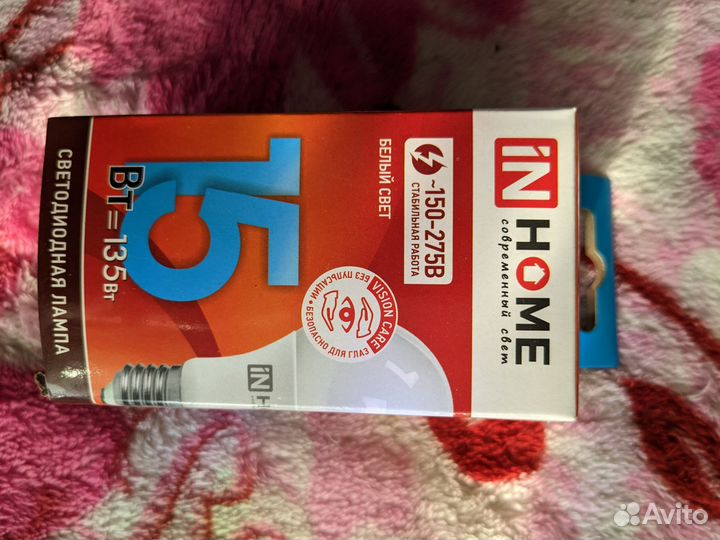 iN HOME
современный свет
~150-275В
СТАБИЛЬНАЯ РАБОТА
БЕЛЫЙ СВЕТ
15
Вт=135Вт
VISION CARE
БЕЗ ПУЛЬСАЦИИ
БЕЗОПАСНО ДЛЯ ГЛАЗ
iN HOME
СВЕТОДИОДНАЯ ЛАМПА
Avito